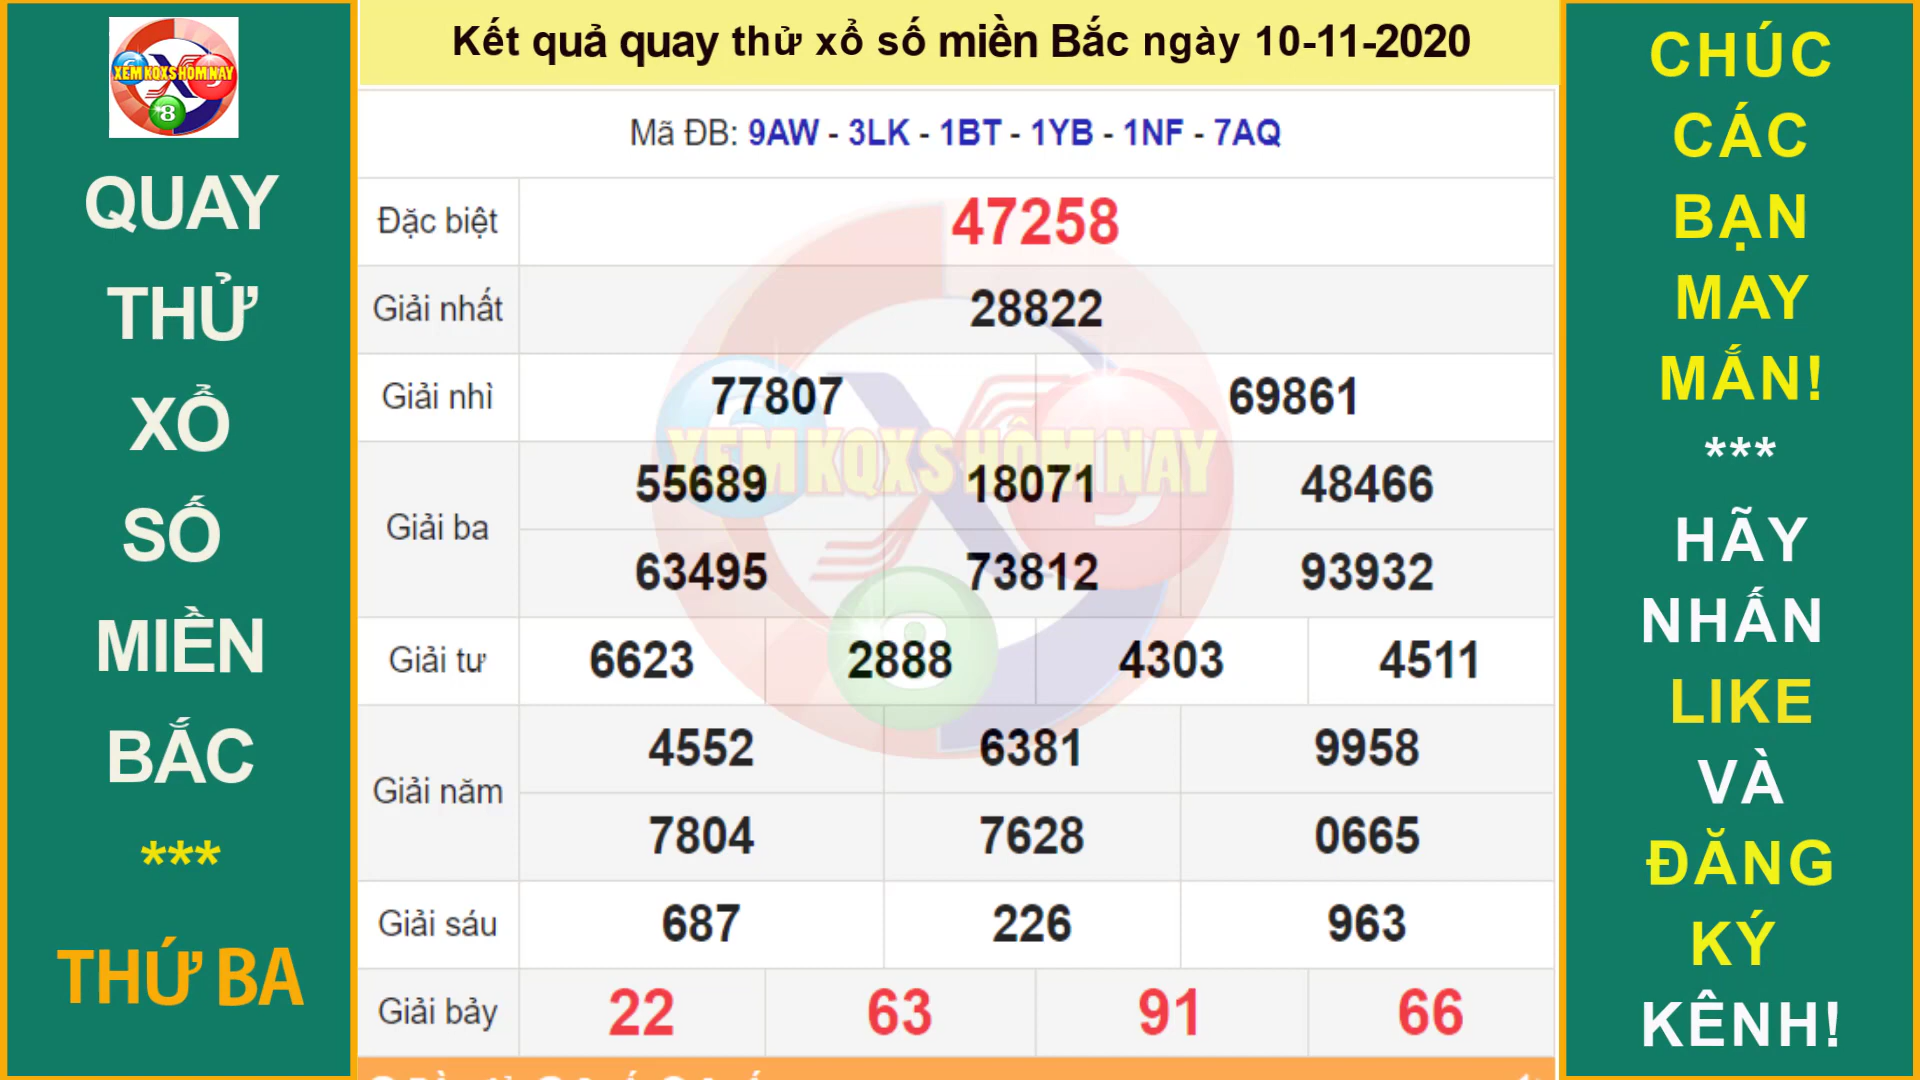 XEMKQXSHOMNAY
8
QUAY
THỬ
XỔ
SỐ
MIỀN
BẮC
***
THỨ BA
Kết quả quay thử xổ số miền Bắc ngày 10-11-2020
Mã ĐB: 9AW - 3LK - 1BT - 1YB - 1NF - 7AQ
Đặc biệt 47258
Giải nhất 28822
Giải nhì 77807 69861
XEM KQXS HÔM NAY
Giải ba 55689 18071 48466
63495 73812 93932
8
Giải tư 6623 2888 4303 4511
Giải năm 4552 6381 9958
7804 7628 0665
Giải sáu 687 226 963
Giải bảy 22 63 91 66
CHÚC
CÁC
BẠN
MAY
MẮN!
***
HÃY
NHẤN
LIKE
VÀ
ĐĂNG
KÝ
KÊNH!